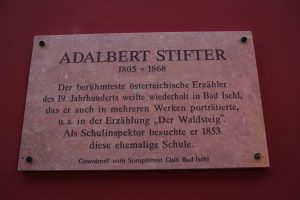 ADALBERT STIFTER
1805 - 1868
Der berühmteste österreichische Erzähler
des 19. Jahrhunderts weilte wiederholt in Bad Ischl,
das er auch in mehreren Werken porträtierte,
u. a. in der Erzählung „Der Waldsteig".
Als Schulinspektor besuchte er 1853
diese ehemalige Schule.
Gewidmet vom Soroptimist Club Bad Ischl